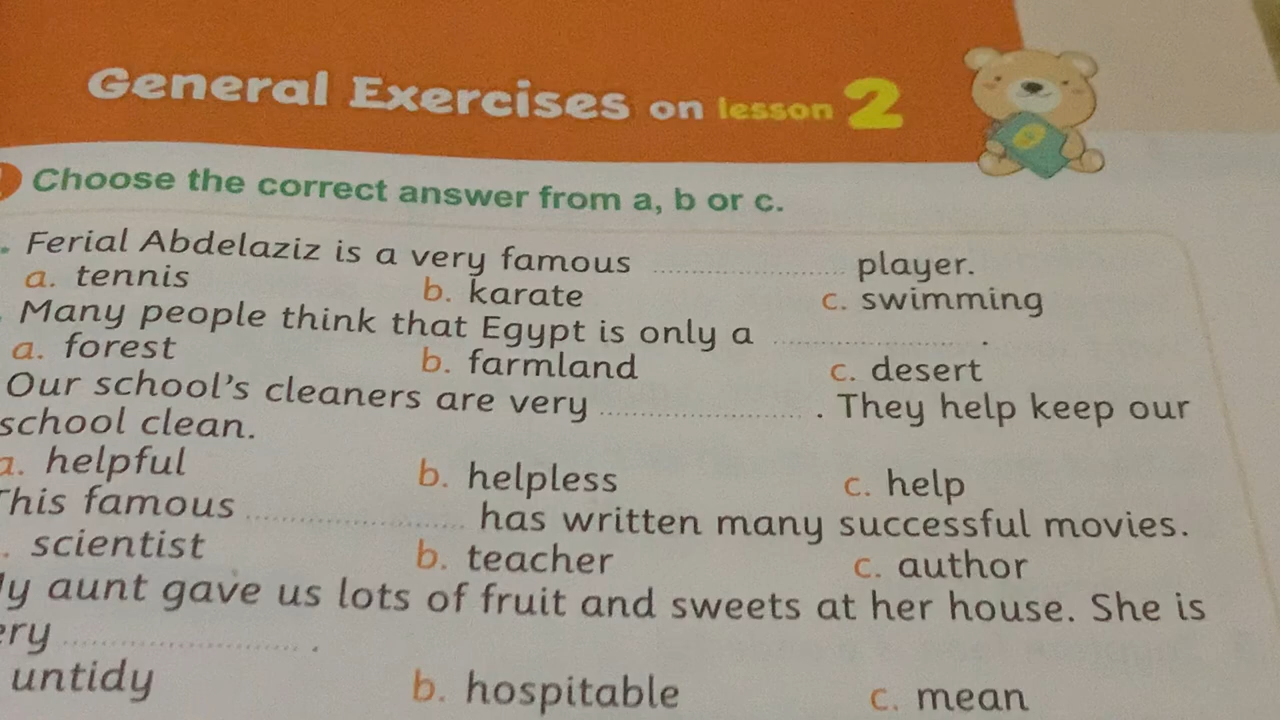 General Exercises on lesson 2
Choose the correct answer from a, b or c.
Ferial Abdelaziz is a very famous .................... player.
a. tennis b. karate c. swimming
Many people think that Egypt is only a .................... .
a. forest b. farmland c. desert
Our school's cleaners are very .................... . They help keep our
school clean.
a. helpful b. helpless c. help
This famous .................... has written many successful movies.
. scientist b. teacher c. author
My aunt gave us lots of fruit and sweets at her house. She is
ery .................... .
untidy b. hospitable c. mean